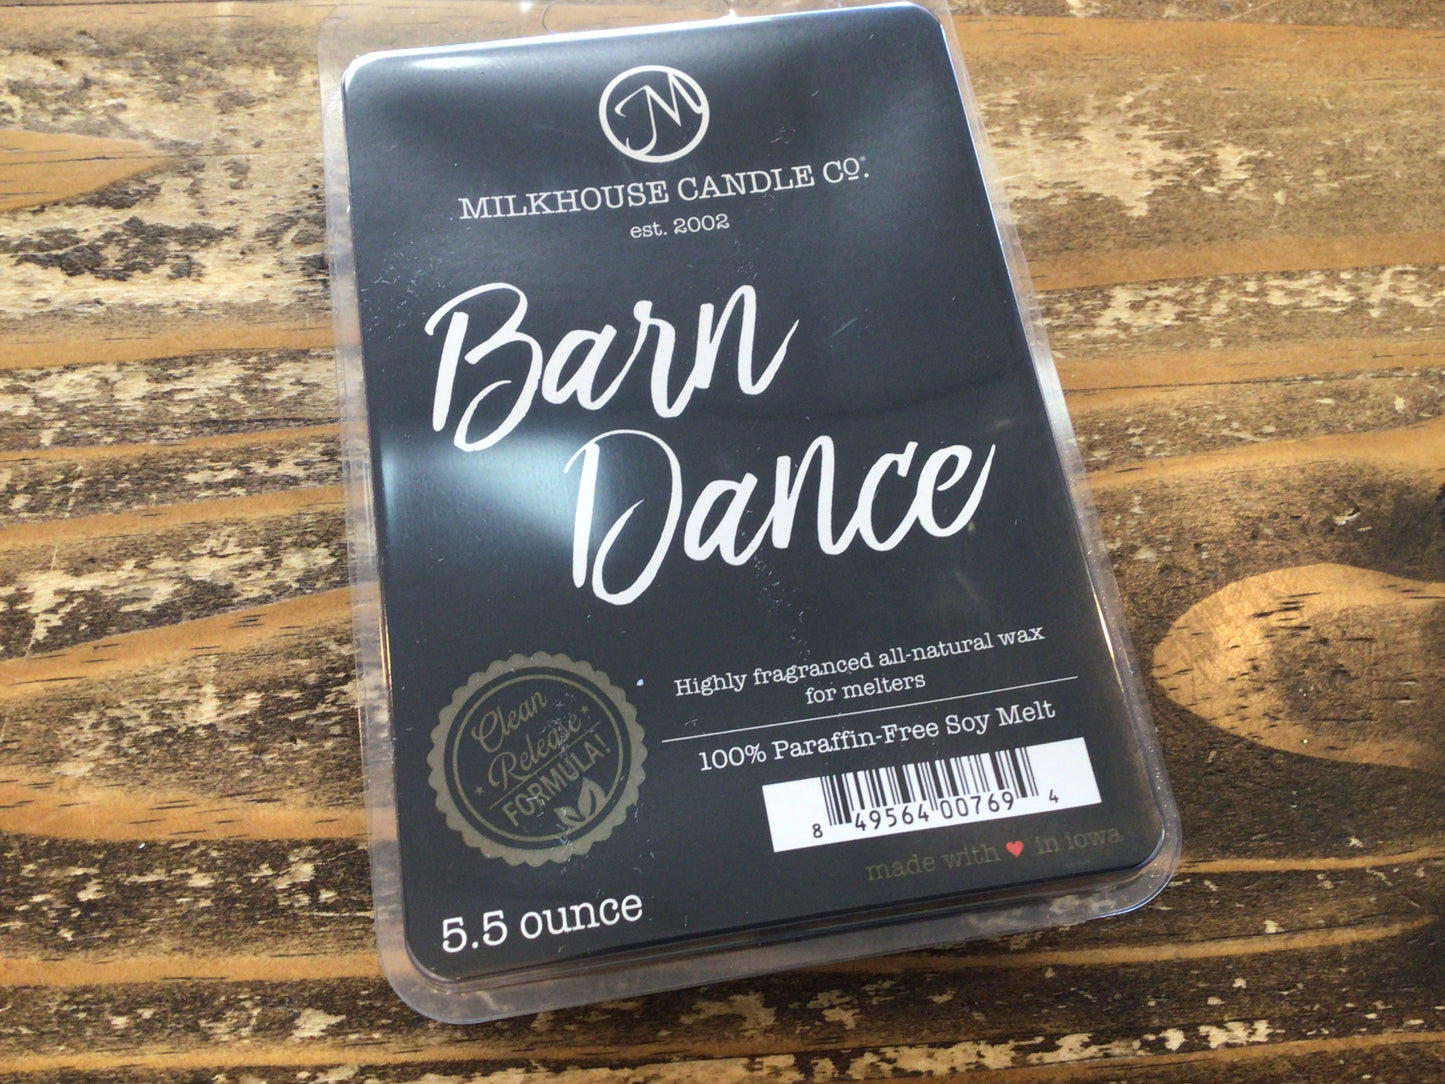 M
MILKHOUSE CANDLE Co®.
est. 2002
Barn
Dance
Highly fragranced all-natural wax
for melters
100% Paraffin-Free Soy Melt
Clean
Release
FORMULA!
8 49564 00769 4
made with ♥ in iowa
5.5 ounce